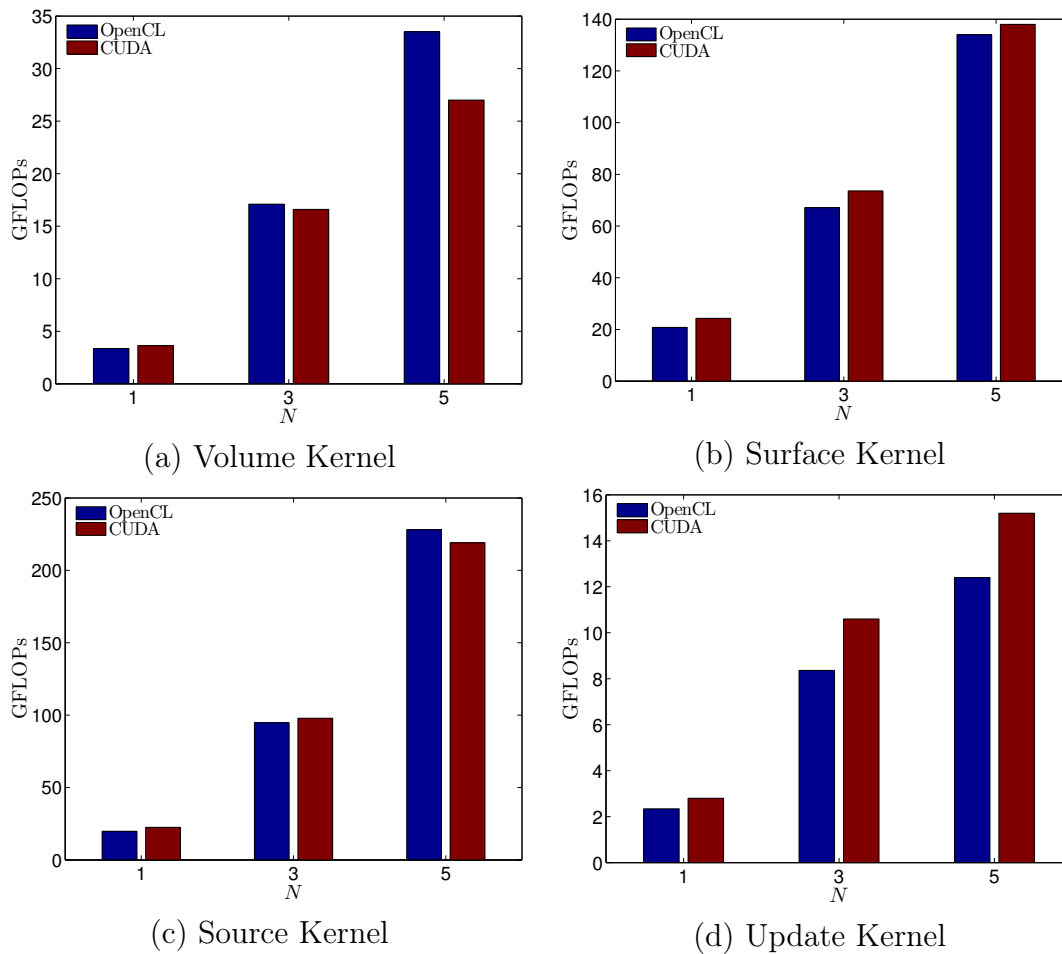 35
30
25
20
15
10
5
0
GFLOPs
OpenCL
CUDA
1 3 5
N
(a) Volume Kernel
140
120
100
80
60
40
20
0
GFLOPs
OpenCL
CUDA
1 3 5
N
(b) Surface Kernel
250
200
150
100
50
0
GFLOPs
OpenCL
CUDA
1 3 5
N
(c) Source Kernel
16
14
12
10
8
6
4
2
0
GFLOPs
OpenCL
CUDA
1 3 5
N
(d) Update Kernel